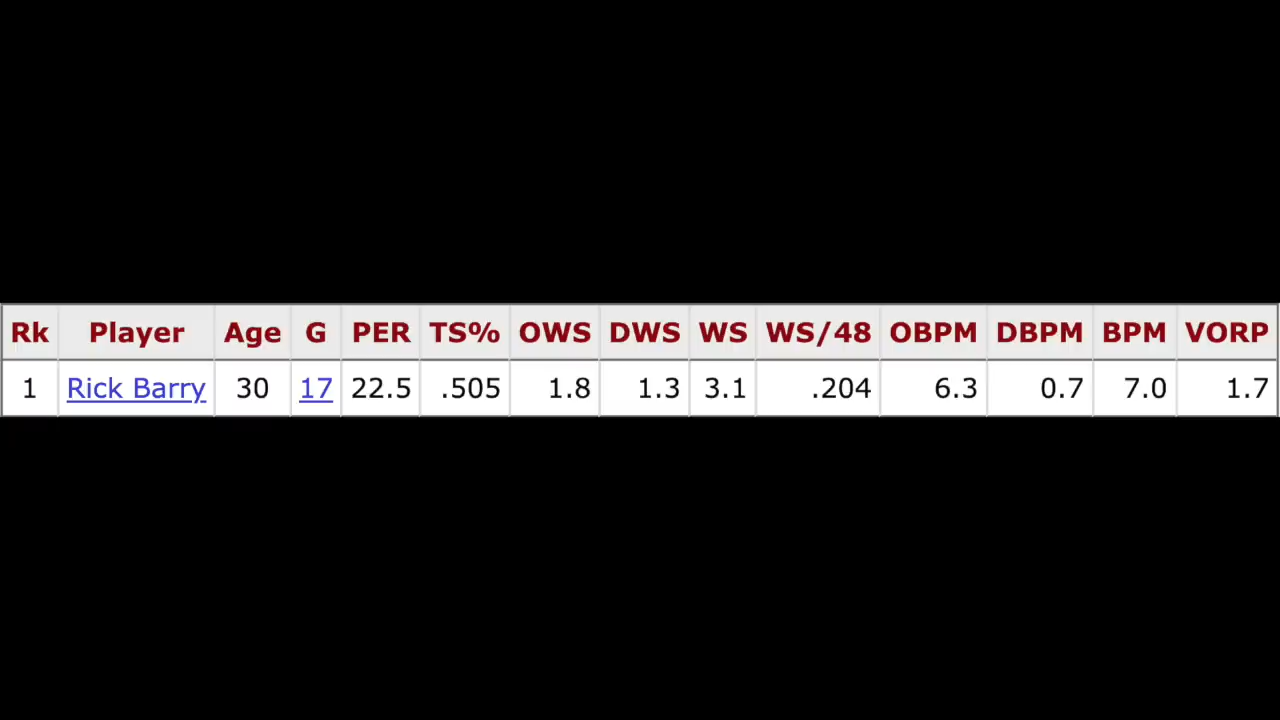 Rk Player Age G PER TS% OWS DWS WS WS/48 OBPM DBPM BPM VORP
1 Rick Barry 30 17 22.5 .505 1.8 1.3 3.1 .204 6.3 0.7 7.0 1.7